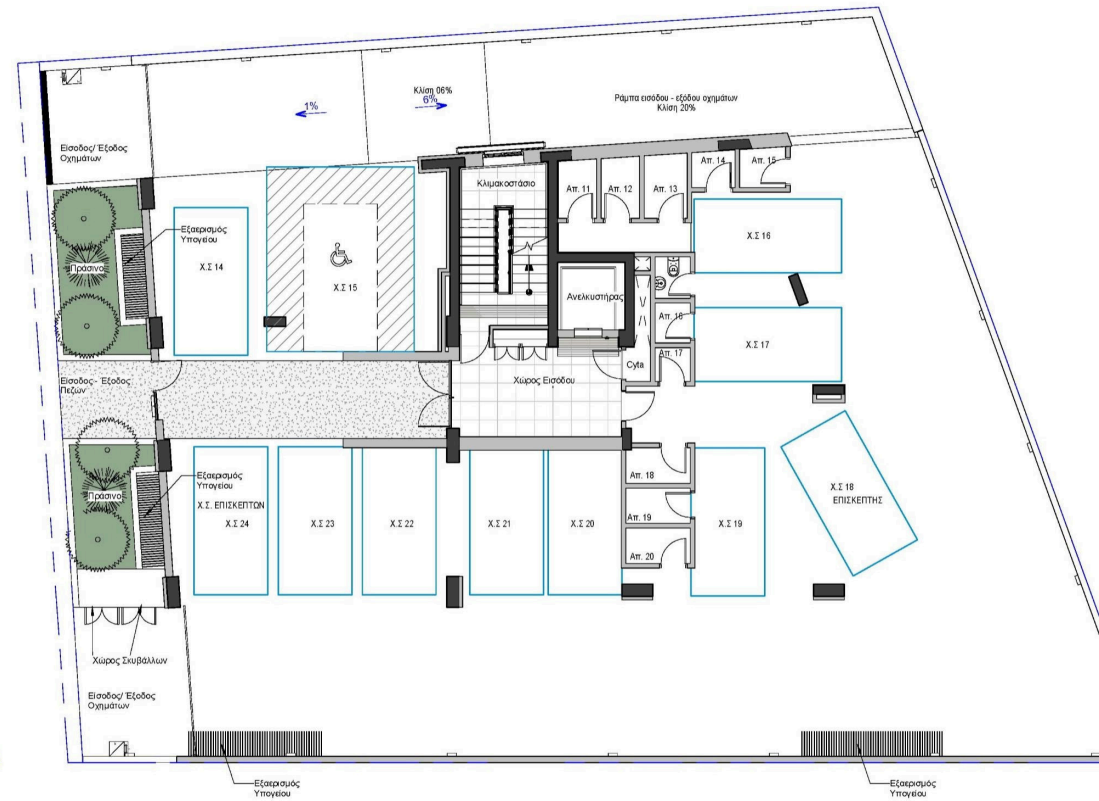 Κλίση 06%
1%
6%
Ράμπα εισόδου - εξόδου οχημάτων
Κλίση 20%
Είσοδος/ Έξοδος
Οχημάτων
Κλιμακοστάσιο
Απ. 11
Απ. 12
Απ. 13
Απ. 14
Απ. 15
Εξαερισμός
Υπογείου
Πράσινο
Χ.Σ 14
Χ.Σ 15
Χ.Σ 16
Ανελκυστήρας
Απ. 16
Χ.Σ 17
Απ. 17
Cyta
Είσοδος - Έξοδος
Πεζών
Χώρος Εισόδου
Εξαερισμός
Υπογείου
Πράσινο
Χ.Σ. ΕΠΙΣΚΕΠΤΩΝ
Χ.Σ 24
Χ.Σ 23
Χ.Σ 22
Χ.Σ 21
Χ.Σ 20
Απ. 18
Απ. 19
Απ. 20
Χ.Σ 19
Χ.Σ 18
ΕΠΙΣΚΕΠΤΗΣ
Χώρος Σκυβάλλων
Είσοδος/ Έξοδος
Οχημάτων
Εξαερισμός
Υπογείου
Εξαερισμός
Υπογείου